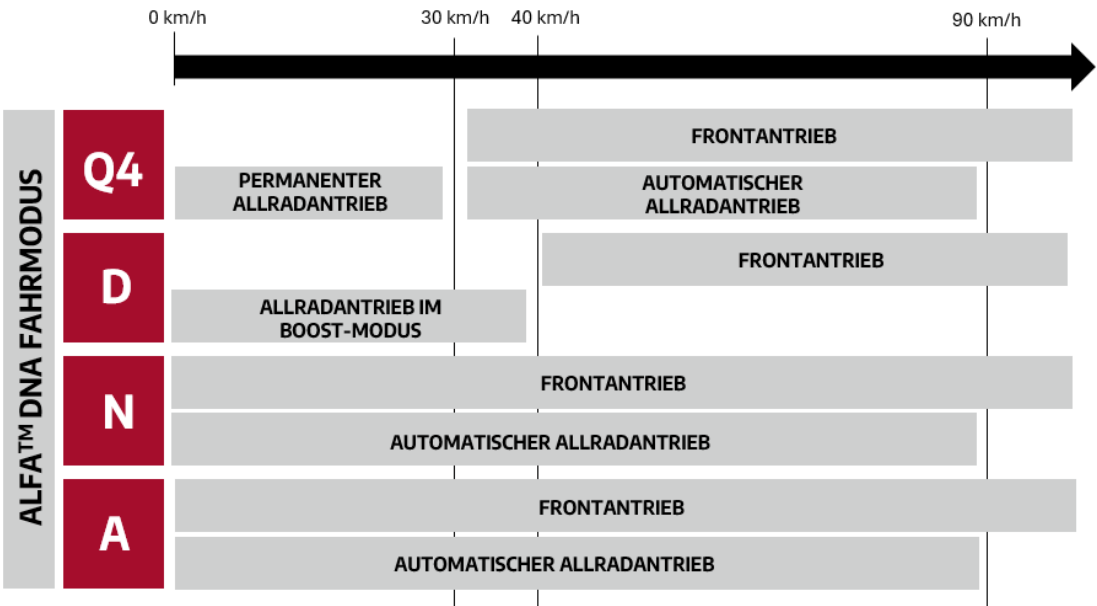 0 km/h
30 km/h
40 km/h
90 km/h
ALFA™ DNA FAHRMODUS
Q4
FRONTANTRIEB
PERMANENTER
ALLRADANTRIEB
AUTOMATISCHER
ALLRADANTRIEB
D
FRONTANTRIEB
ALLRADANTRIEB IM
BOOST-MODUS
N
FRONTANTRIEB
AUTOMATISCHER ALLRADANTRIEB
A
FRONTANTRIEB
AUTOMATISCHER ALLRADANTRIEB